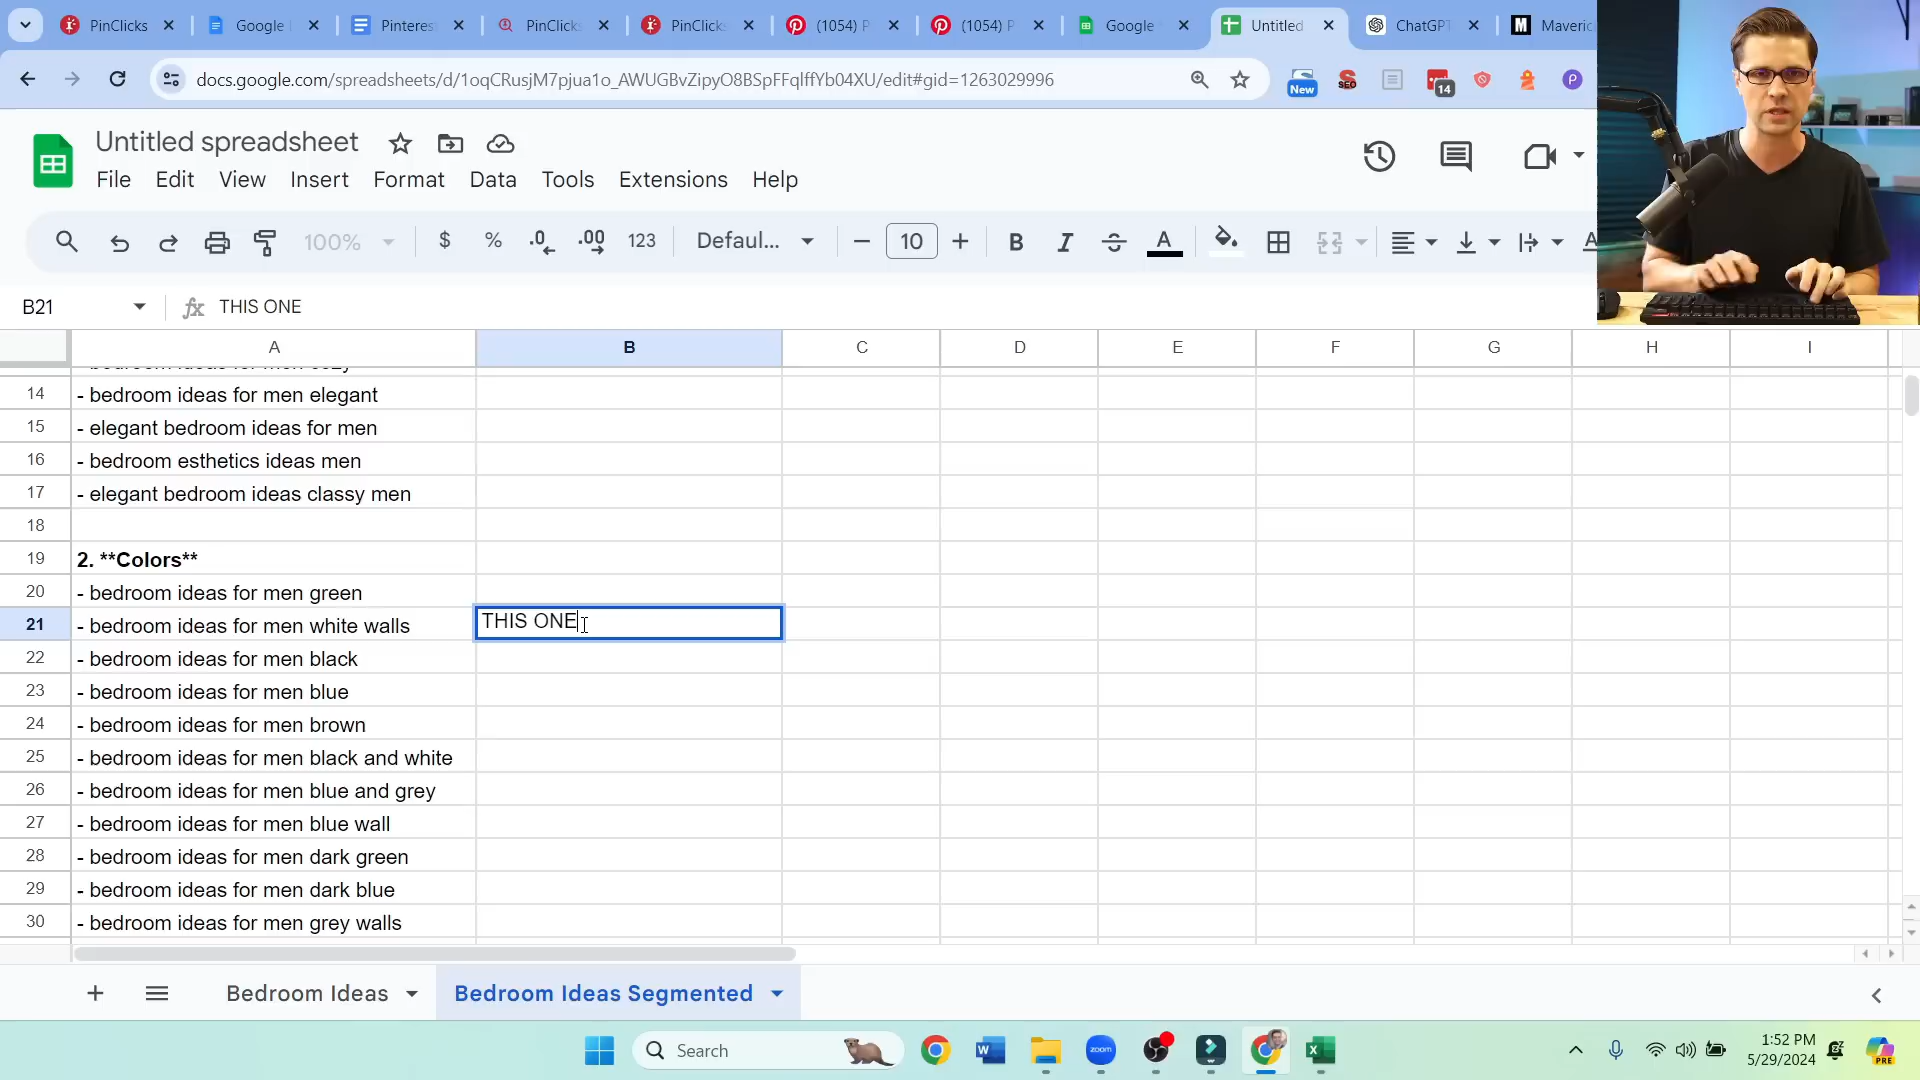 PinClicks
Google
Pinteres
PinClicks
PinClicks
(1054) P
(1054) P
Google
Untitled
ChatGPT
Maveric
docs.google.com/spreadsheets/d/1oqCRusjM7pjua1o_AWUGBvZipyO8BSpFFqlffYb04XU/edit#gid=1263029996
New
SEO
14
P
Untitled spreadsheet
File Edit View Insert Format Data Tools Extensions Help
100% $ % .0 .00 123 Defaul... 10 B I A
B21 fx THIS ONE
A B C D E F G H I
14 - bedroom ideas for men elegant
15 - elegant bedroom ideas for men
16 - bedroom esthetics ideas men
17 - elegant bedroom ideas classy men
18
19 2. **Colors**
20 - bedroom ideas for men green
21 - bedroom ideas for men white walls THIS ONE
22 - bedroom ideas for men black
23 - bedroom ideas for men blue
24 - bedroom ideas for men brown
25 - bedroom ideas for men black and white
26 - bedroom ideas for men blue and grey
27 - bedroom ideas for men blue wall
28 - bedroom ideas for men dark green
29 - bedroom ideas for men dark blue
30 - bedroom ideas for men grey walls
Bedroom Ideas Bedroom Ideas Segmented
Search
zoom
1:52 PM
5/29/2024
PRE